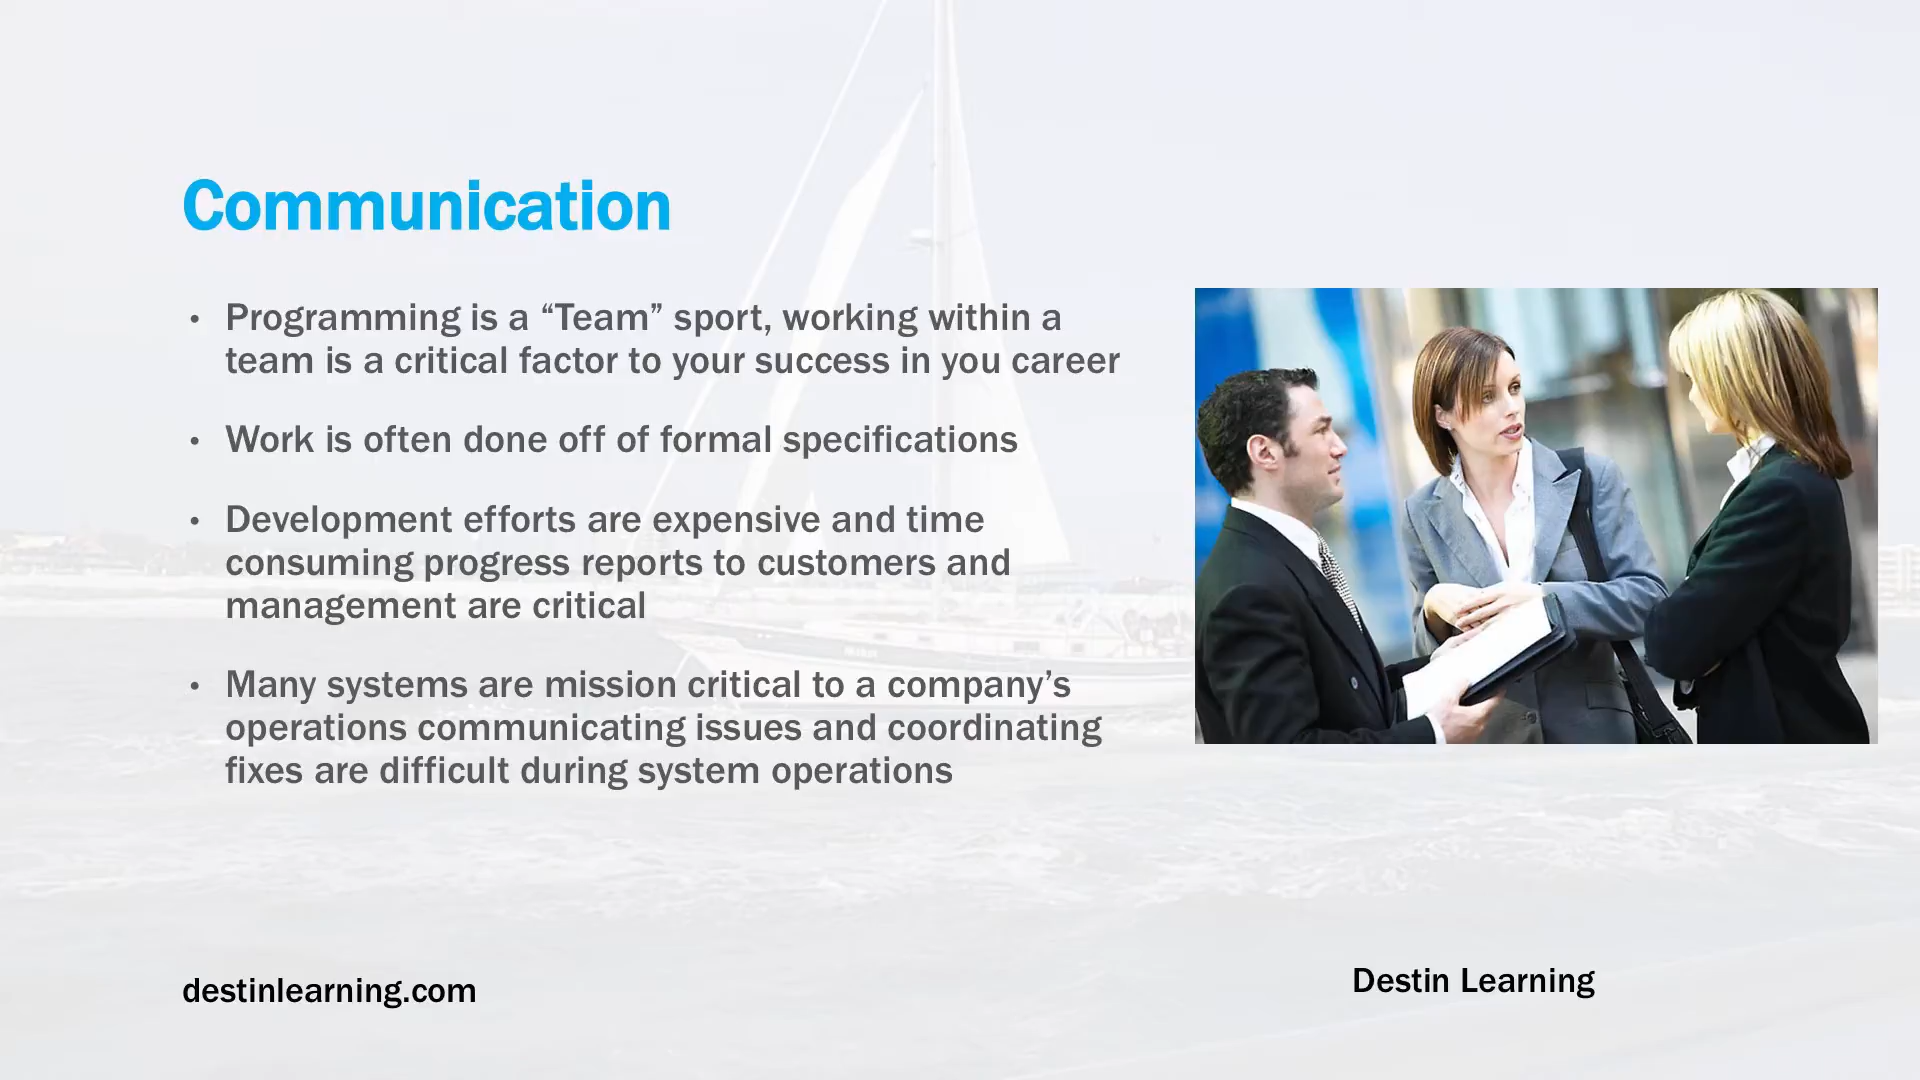 Communication
• Programming is a “Team” sport, working within a
team is a critical factor to your success in you career
• Work is often done off of formal specifications
• Development efforts are expensive and time
consuming progress reports to customers and
management are critical
• Many systems are mission critical to a company’s
operations communicating issues and coordinating
fixes are difficult during system operations
destinlearning.com
Destin Learning